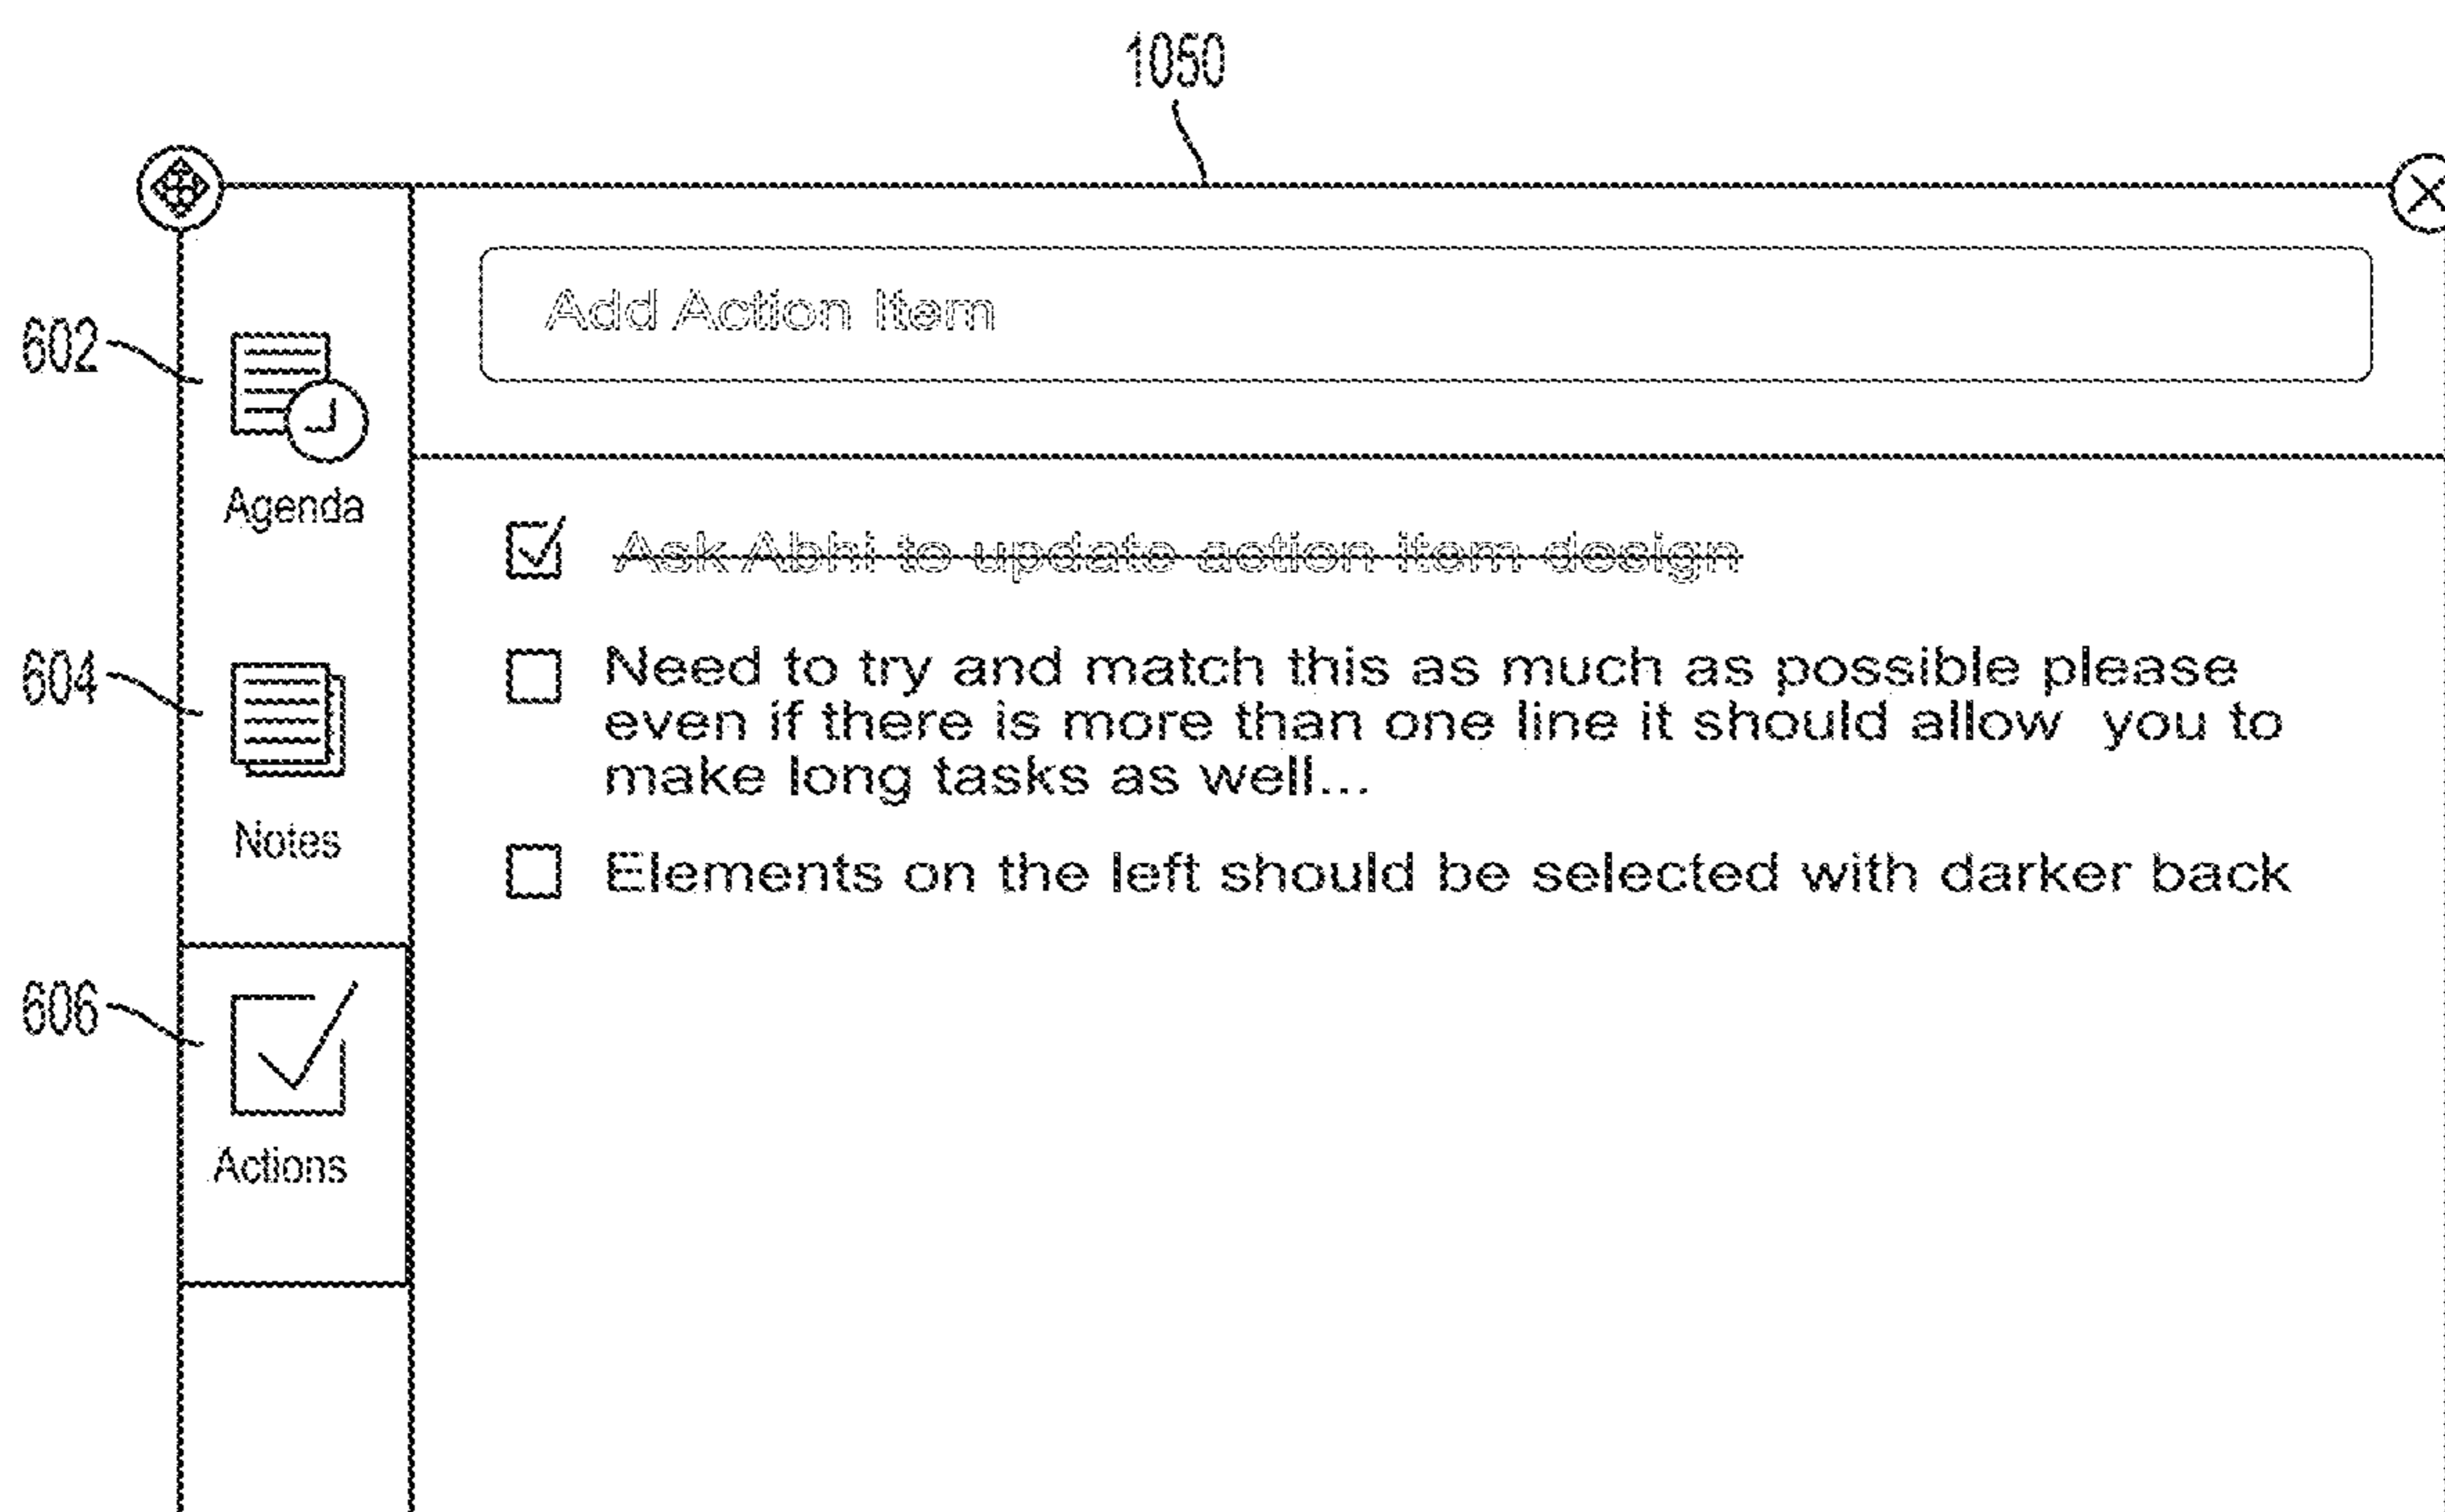 1050
Add Action Item
602
Agenda
Ask Abhi to update action item design
604
Notes
Need to try and match this as much as possible please
even if there is more than one line it should allow you to
make long tasks as well...
Elements on the left should be selected with darker back
606
Actions